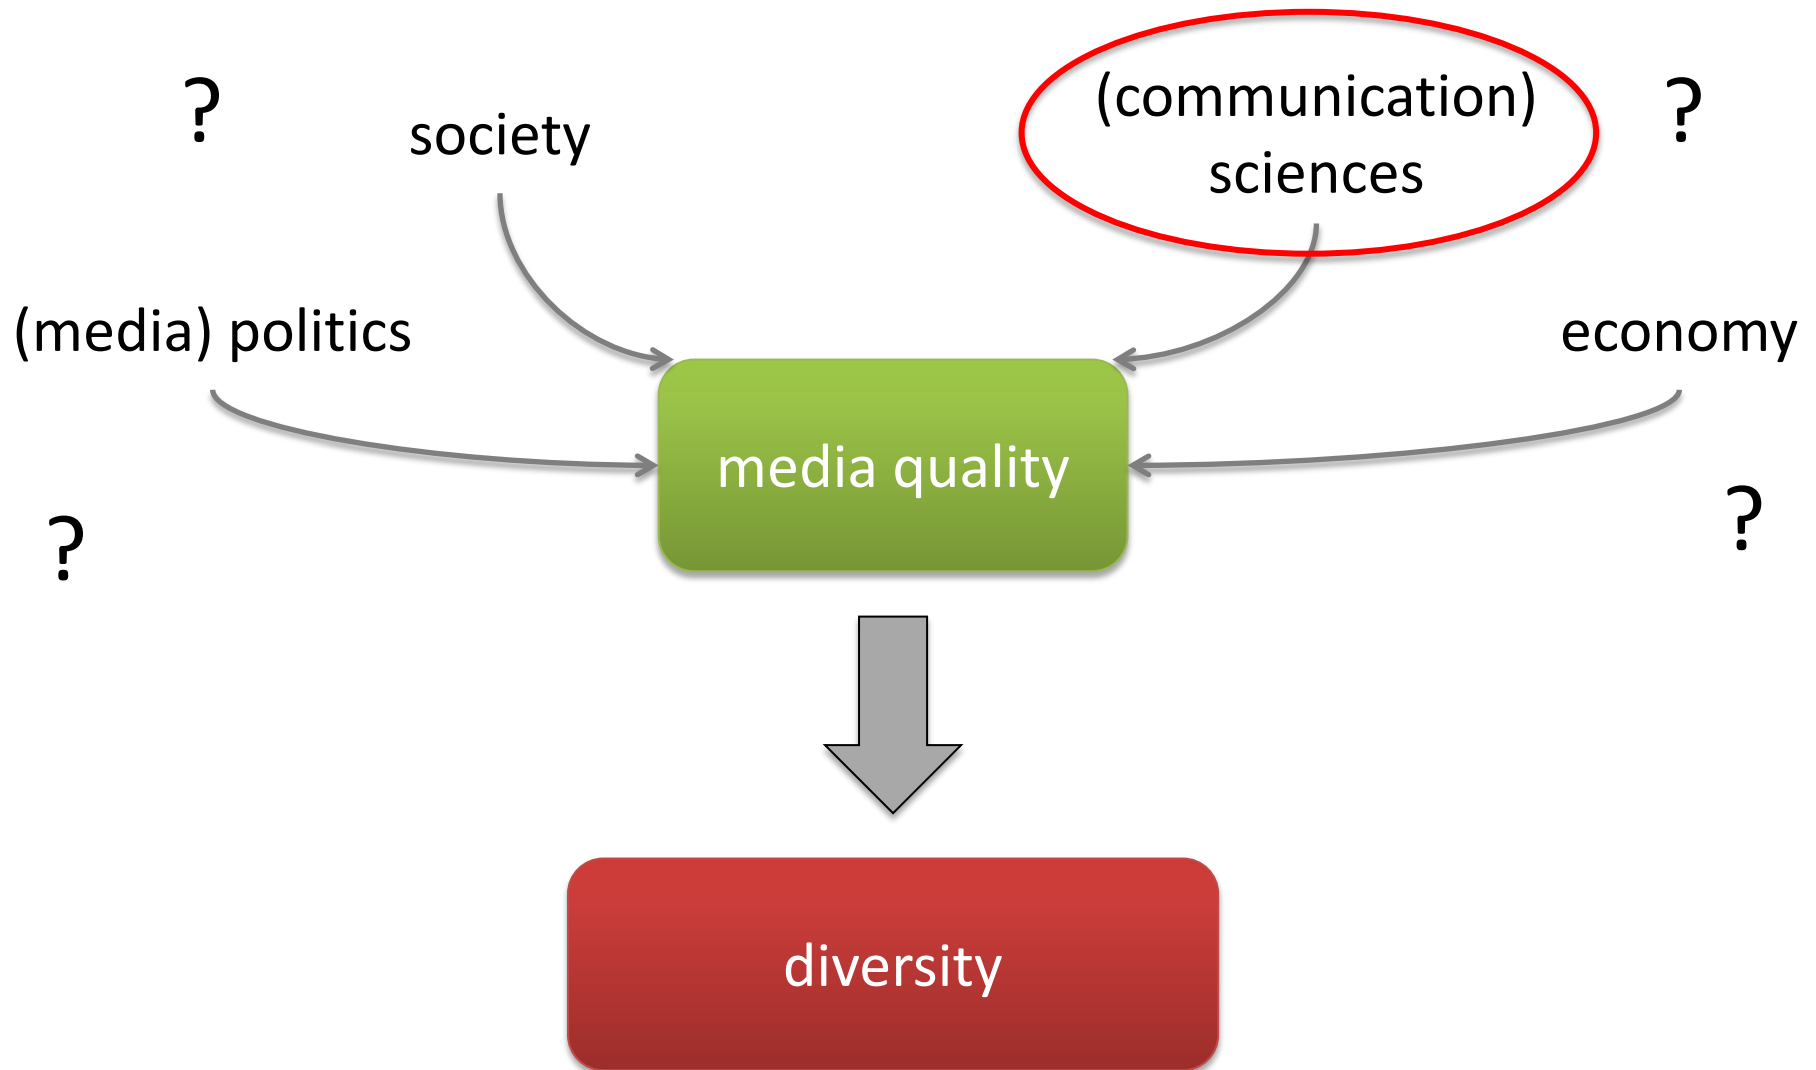 ?
society
(communication)
sciences
?
(media) politics
economy
media quality
?
?
diversity